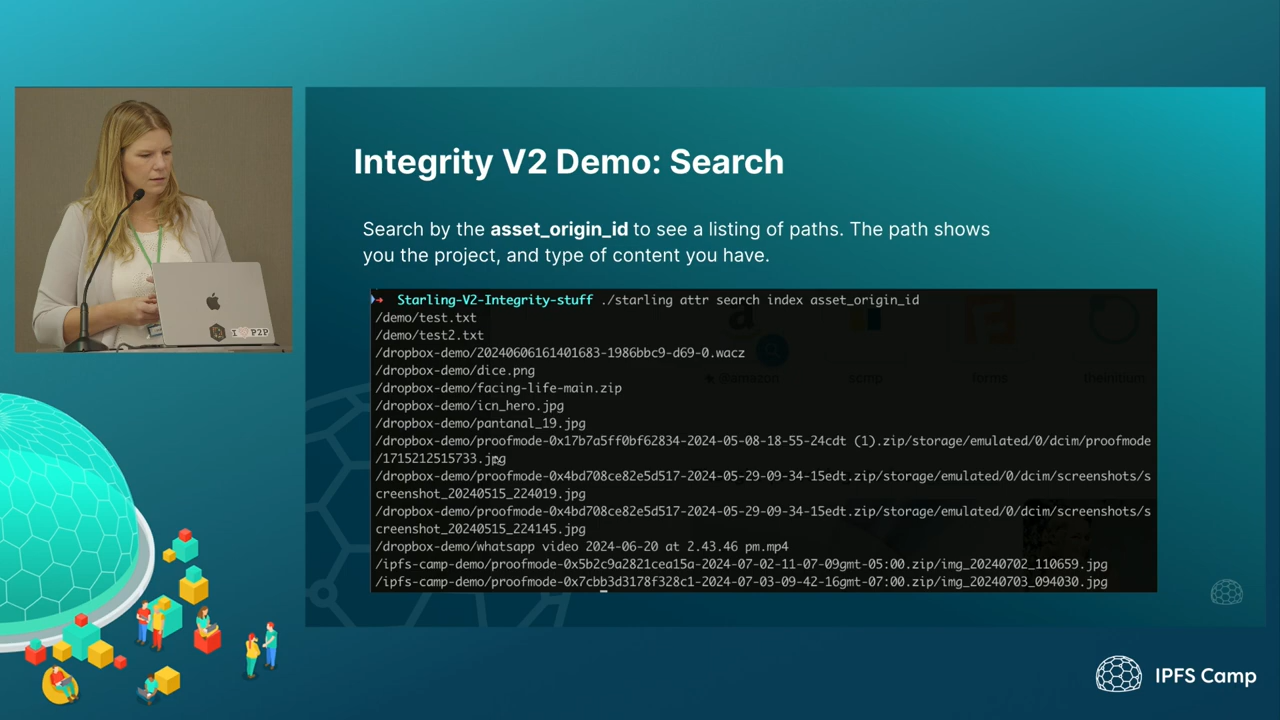 Integrity V2 Demo: Search
Search by the asset_origin_id to see a listing of paths. The path shows
you the project, and type of content you have.
➜ Starling-V2-Integrity-stuff ./starling attr search index asset_origin_id
/demo/test.txt
/demo/test2.txt
/dropbox-demo/20240606161401683-1986bbc9-d69-0.wacz
/dropbox-demo/dice.png
/dropbox-demo/facing-life-main.zip
/dropbox-demo/icn_hero.jpg
/dropbox-demo/pantanal_19.jpg
/dropbox-demo/proofmode-0x17b7a5ff0bf62834-2024-05-08-18-55-24cdt (1).zip/storage/emulated/0/dcim/proofmode
/1715212515733.jpg
/dropbox-demo/proofmode-0x4bd708ce82e5d517-2024-05-29-09-34-15edt.zip/storage/emulated/0/dcim/screenshots/s
creenshot_20240515_224019.jpg
/dropbox-demo/proofmode-0x4bd708ce82e5d517-2024-05-29-09-34-15edt.zip/storage/emulated/0/dcim/screenshots/s
creenshot_20240515_224145.jpg
/dropbox-demo/whatsapp video 2024-06-20 at 2.43.46 pm.mp4
/ipfs-camp-demo/proofmode-0x5b2c9a2821cea15a-2024-07-02-11-07-09gmt-05:00.zip/img_20240702_110659.jpg
/ipfs-camp-demo/proofmode-0x7cbb3d3178f328c1-2024-07-03-09-42-16gmt-07:00.zip/img_20240703_094030.jpg
@amazon
comp
forms
theinitium
I P2P
IPFS Camp